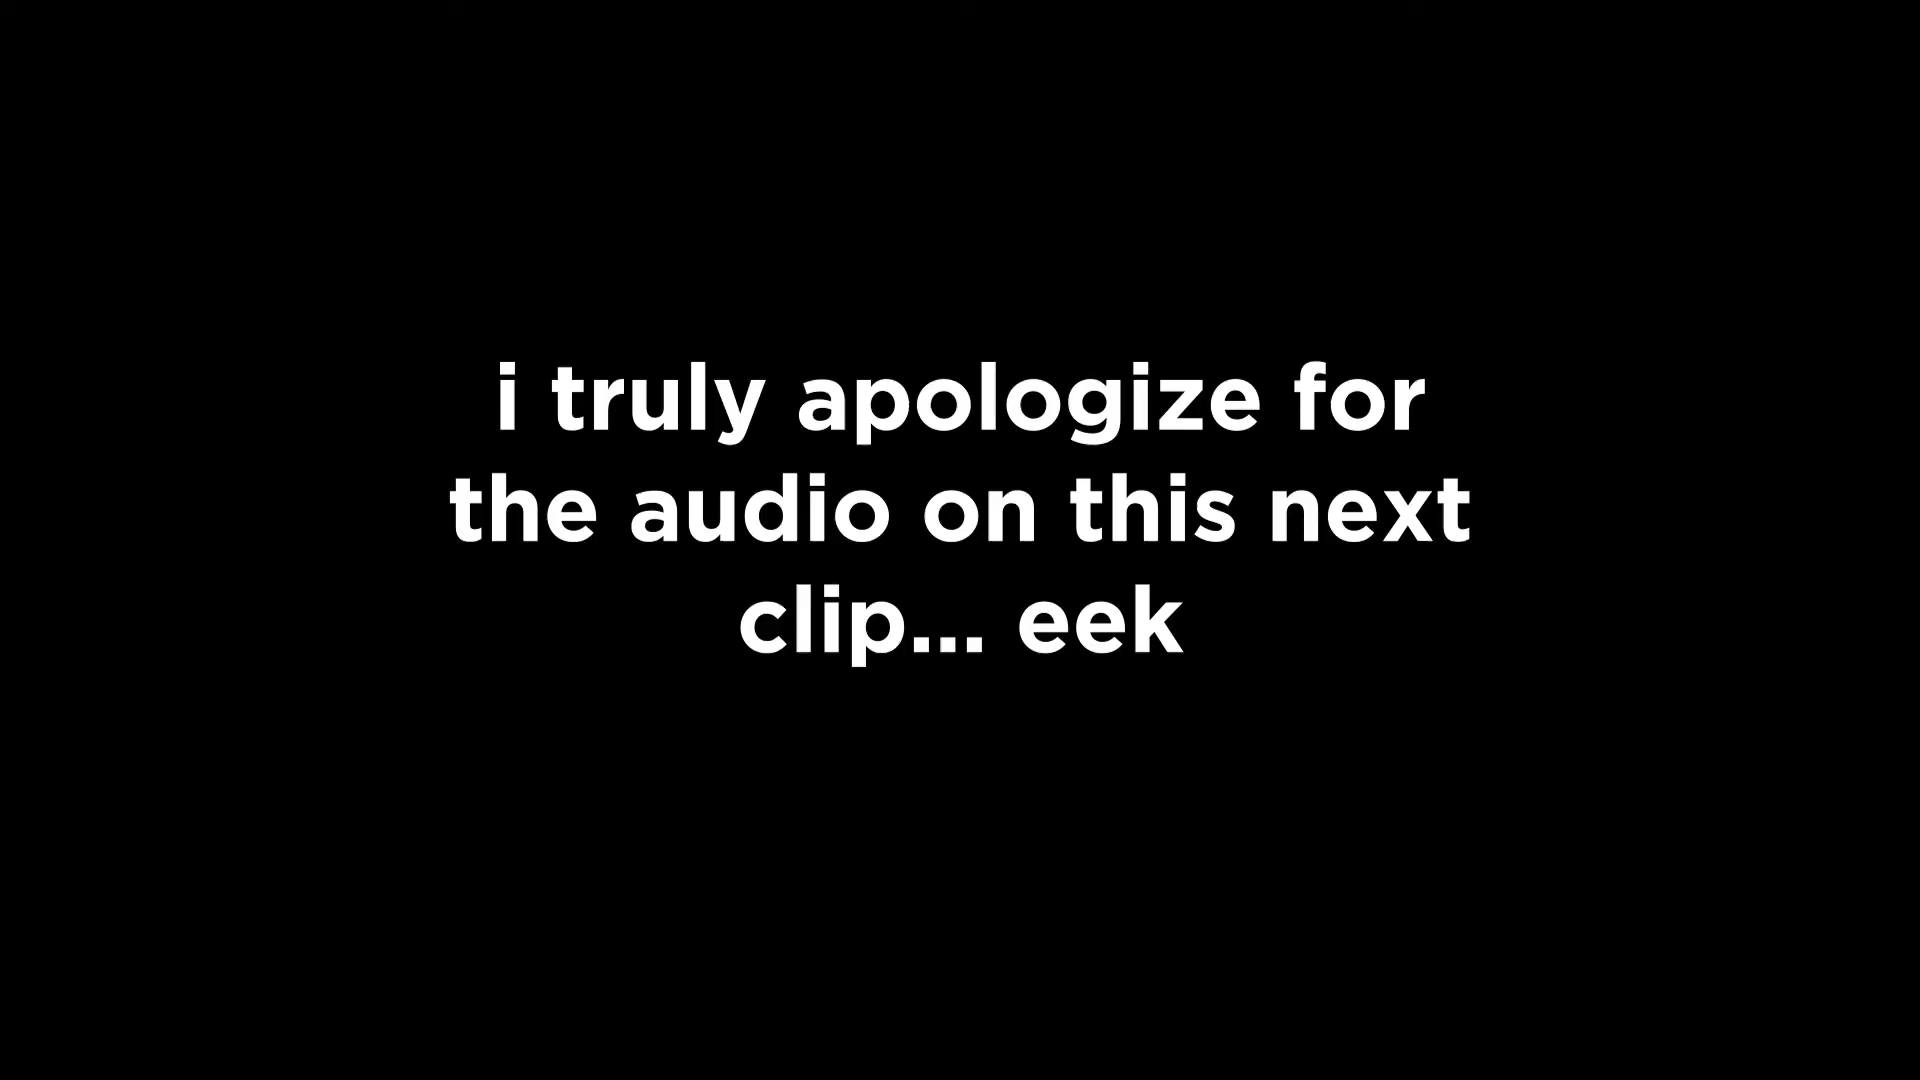 i truly apologize for
the audio on this next
clip... eek